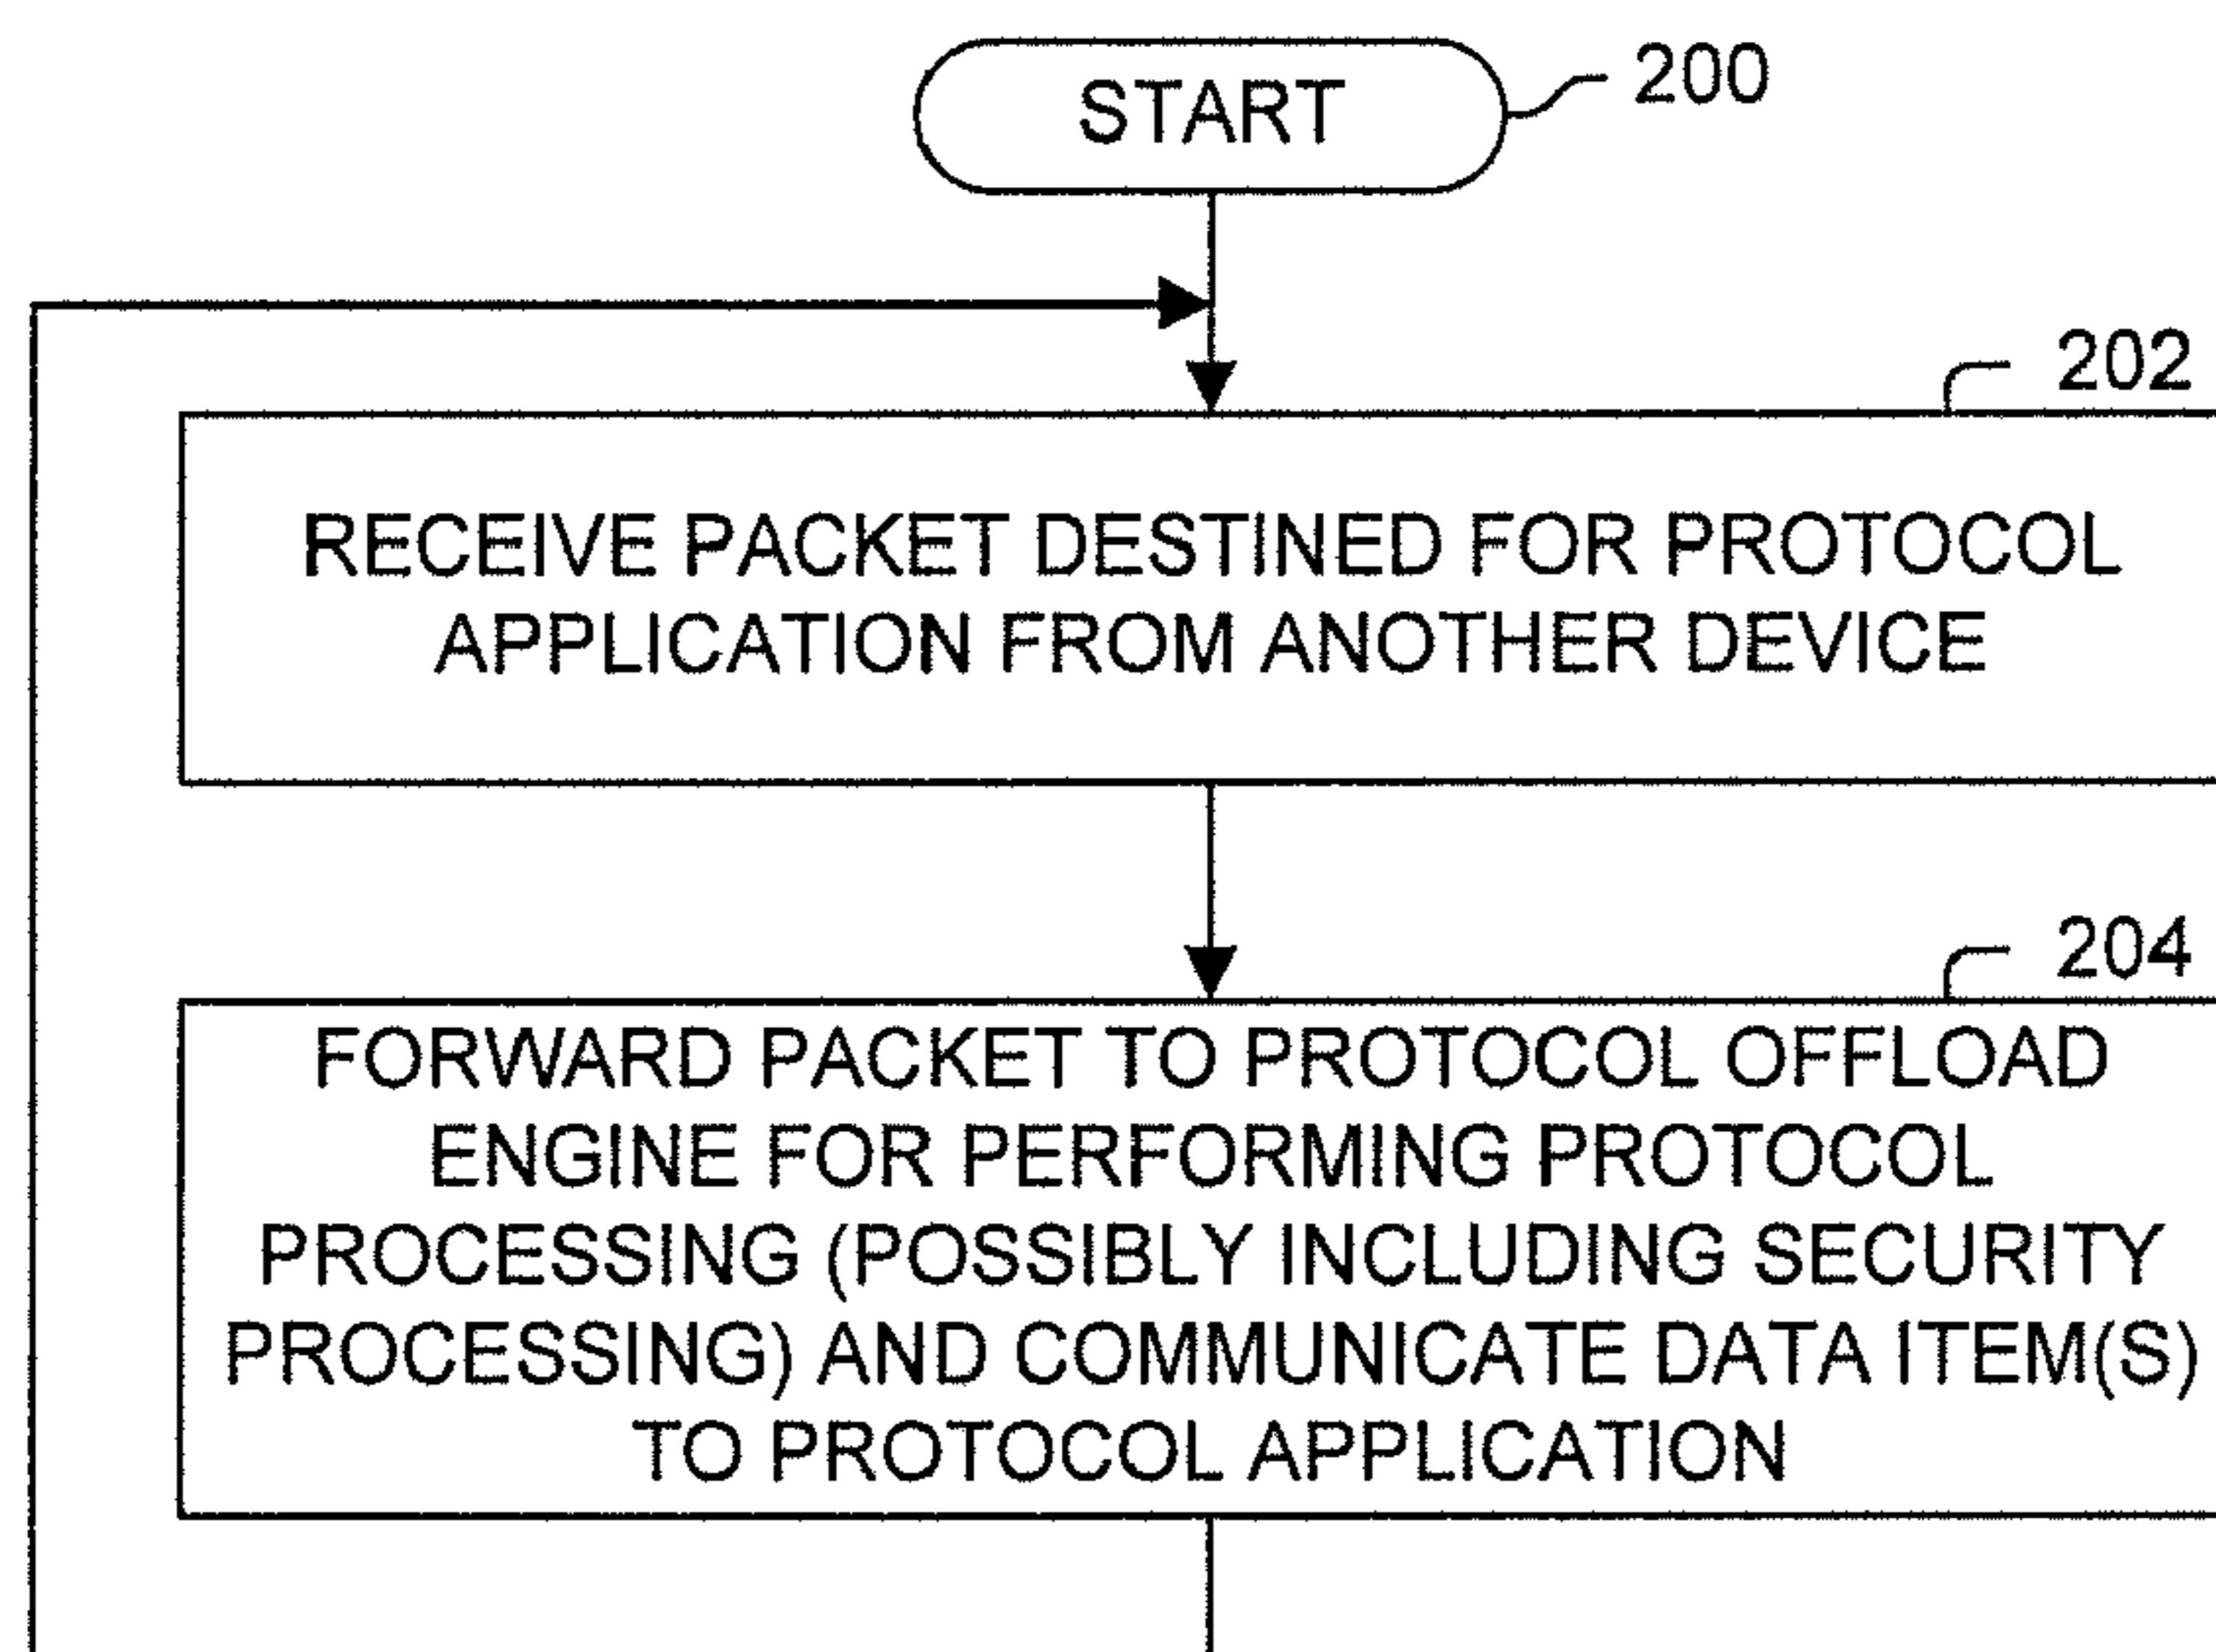 START
200
202
RECEIVE PACKET DESTINED FOR PROTOCOL
APPLICATION FROM ANOTHER DEVICE
204
FORWARD PACKET TO PROTOCOL OFFLOAD
ENGINE FOR PERFORMING PROTOCOL
PROCESSING (POSSIBLY INCLUDING SECURITY
PROCESSING) AND COMMUNICATE DATA ITEM(S)
TO PROTOCOL APPLICATION